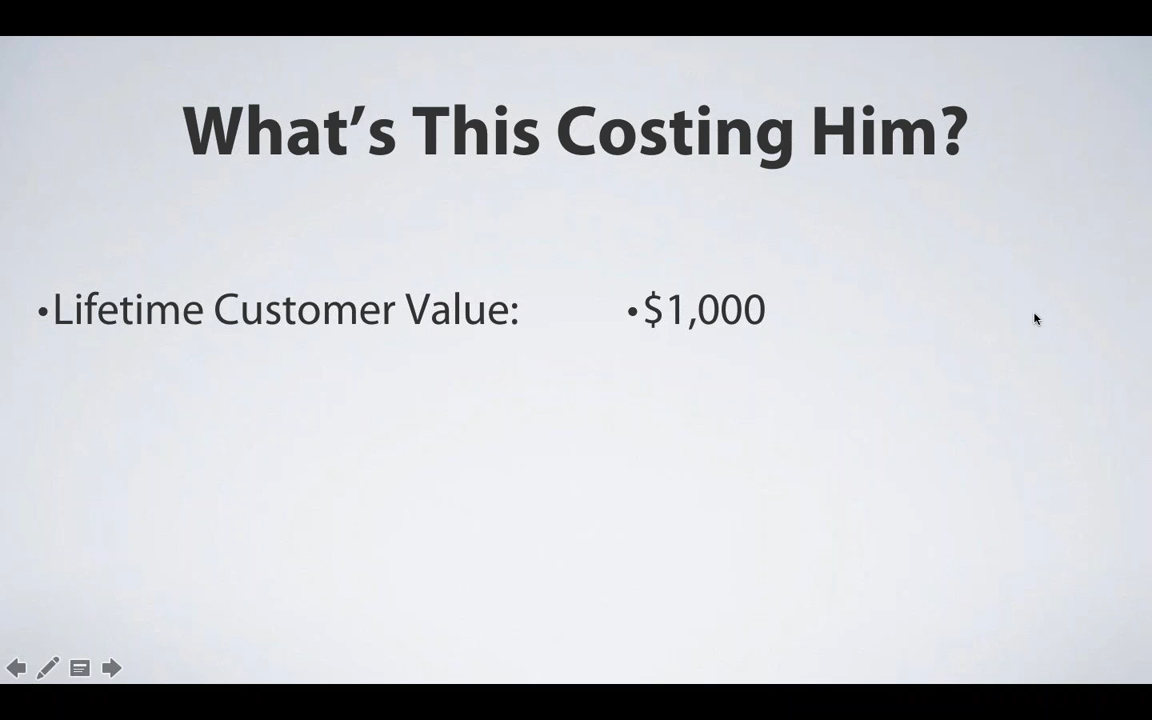 What's This Costing Him?
•Lifetime Customer Value: •$1,000